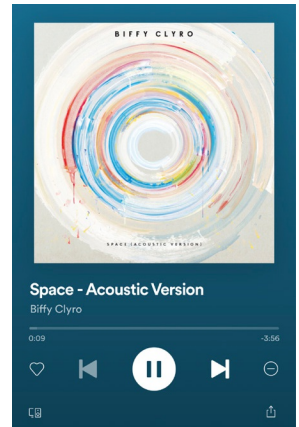 BIFFY CLYRO
SPACE (ACOUSTIC VERSION)
Space - Acoustic Version
Biffy Clyro
0:09
-3:56